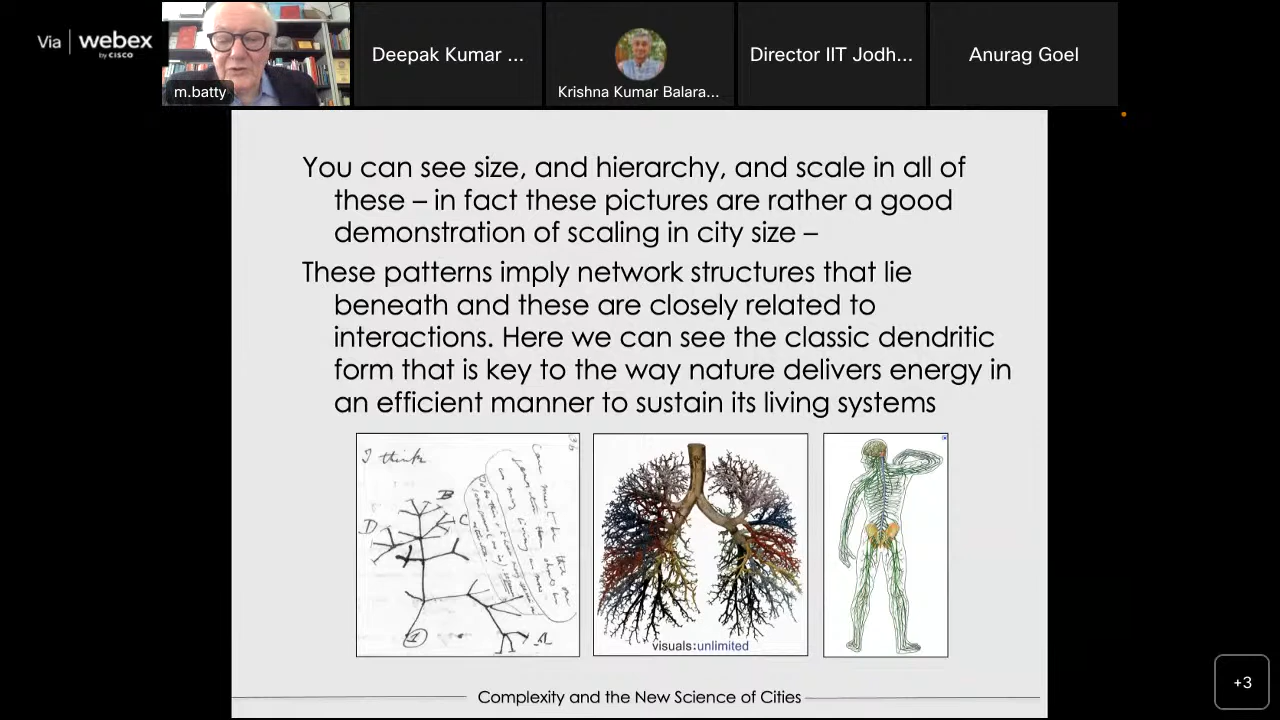 Via webex
by CISCO
m.batty
Deepak Kumar ...
Krishna Kumar Balara...
Director IIT Jodh...
Anurag Goel
You can see size, and hierarchy, and scale in all of
these – in fact these pictures are rather a good
demonstration of scaling in city size –
These patterns imply network structures that lie
beneath and these are closely related to
interactions. Here we can see the classic dendritic
form that is key to the way nature delivers energy in
an efficient manner to sustain its living systems
I think
B
D
C
A
1
visuals:unlimited
Complexity and the New Science of Cities
+3